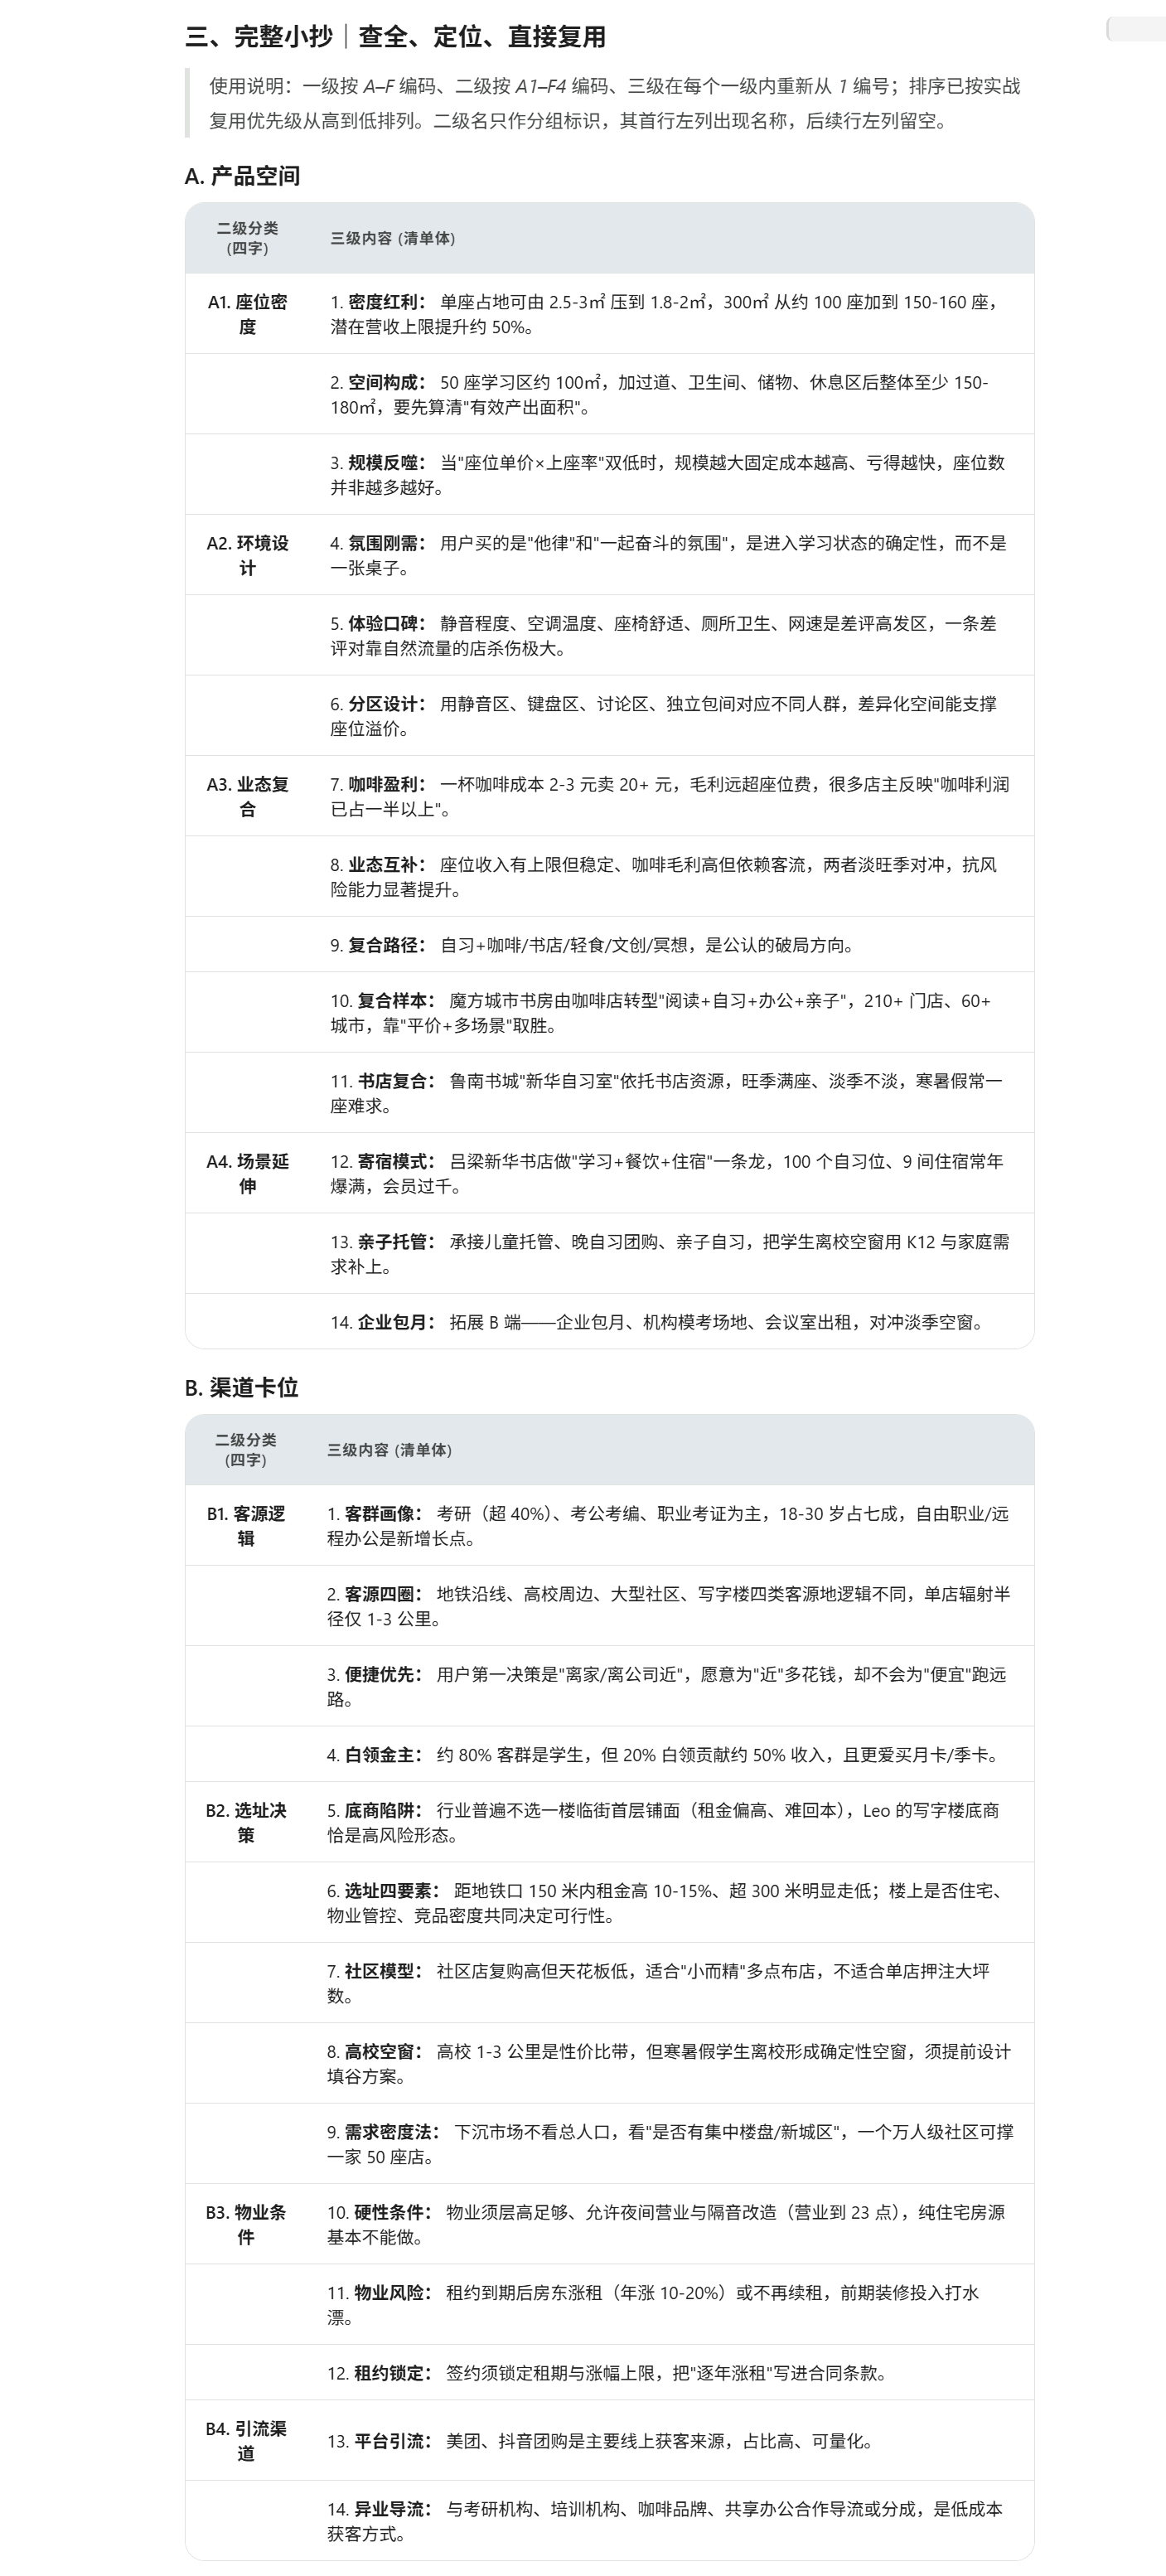 三、完整小抄｜查全、定位、直接复用
使用说明：一级按 A–F 编码、二级按 A1–F4 编码、三级在每个一级内重新从 1 编号；排序已按实战
复用优先级从高到低排列。二级名只作分组标识，其首行左列出现名称，后续行左列留空。
A. 产品空间
二级分类
(四字)
三级内容 (清单体)
A1. 座位密
度
1. 密度红利： 单座占地可由 2.5-3㎡ 压到 1.8-2㎡，300㎡ 从约 100 座加到 150-160 座，
潜在营收上限提升约 50%。
2. 空间构成： 50 座学习区约 100㎡，加过道、卫生间、储物、休息区后整体至少 150-
180㎡，要先算清"有效产出面积"。
3. 规模反噬： 当"座位单价×上座率"双低时，规模越大固定成本越高、亏得越快，座位数
并非越多越好。
A2. 环境设
计
4. 氛围刚需： 用户买的是"他律"和"一起奋斗的氛围"，是进入学习状态的确定性，而不是
一张桌子。
5. 体验口碑： 静音程度、空调温度、座椅舒适、厕所卫生、网速是差评高发区，一条差
评对靠自然流量的店杀伤极大。
6. 分区设计： 用静音区、键盘区、讨论区、独立包间对应不同人群，差异化空间能支撑
座位溢价。
A3. 业态复
合
7. 咖啡盈利： 一杯咖啡成本 2-3 元卖 20+ 元，毛利远超座位费，很多店主反映"咖啡利润
已占一半以上"。
8. 业态互补： 座位收入有上限但稳定、咖啡毛利高但依赖客流，两者淡旺季对冲，抗风
险能力显著提升。
9. 复合路径： 自习+咖啡/书店/轻食/文创/冥想，是公认的破局方向。
10. 复合样本： 魔方城市书房由咖啡店转型"阅读+自习+办公+亲子"，210+ 门店、60+
城市，靠"平价+多场景"取胜。
11. 书店复合： 鲁南书城"新华自习室"依托书店资源，旺季满座、淡季不淡，寒暑假常一
座难求。
A4. 场景延
伸
12. 寄宿模式： 吕梁新华书店做"学习+餐饮+住宿"一条龙，100 个自习位、9 间住宿常年
爆满，会员过千。
13. 亲子托管： 承接儿童托管、晚自习团购、亲子自习，把学生离校空窗用 K12 与家庭需
求补上。
14. 企业包月： 拓展 B 端——企业包月、机构模考场地、会议室出租，对冲淡季空窗。
B. 渠道卡位
二级分类
(四字)
三级内容 (清单体)
B1. 客源逻
辑
1. 客群画像： 考研（超 40%）、考公考编、职业考证为主，18-30 岁占七成，自由职业/远
程办公是新增长点。
2. 客源四圈： 地铁沿线、高校周边、大型社区、写字楼四类客源地逻辑不同，单店辐射半
径仅 1-3 公里。
3. 便捷优先： 用户第一决策是"离家/离公司近"，愿意为"近"多花钱，却不会为"便宜"跑远
路。
4. 白领金主： 约 80% 客群是学生，但 20% 白领贡献约 50% 收入，且更爱买月卡/季卡。
B2. 选址决
策
5. 底商陷阱： 行业普遍不选一楼临街首层铺面（租金偏高、难回本），Leo 的写字楼底商
恰是高风险形态。
6. 选址四要素： 距地铁口 150 米内租金高 10-15%、超 300 米明显走低；楼上是否住宅、
物业管控、竞品密度共同决定可行性。
7. 社区模型： 社区店复购高但天花板低，适合"小而精"多点布店，不适合单店押注大坪
数。
8. 高校空窗： 高校 1-3 公里是性价比带，但寒暑假学生离校形成确定性空窗，须提前设计
填谷方案。
9. 需求密度法： 下沉市场不看总人口，看"是否有集中楼盘/新城区"，一个万人级社区可撑
一家 50 座店。
B3. 物业条
件
10. 硬性条件： 物业须层高足够、允许夜间营业与隔音改造（营业到 23 点），纯住宅房源
基本不能做。
11. 物业风险： 租约到期后房东涨租（年涨 10-20%）或不再续租，前期装修投入打水
漂。
12. 租约锁定： 签约须锁定租期与涨幅上限，把"逐年涨租"写进合同条款。
B4. 引流渠
道
13. 平台引流： 美团、抖音团购是主要线上获客来源，占比高、可量化。
14. 异业导流： 与考研机构、培训机构、咖啡品牌、共享办公合作导流或分成，是低成本
获客方式。